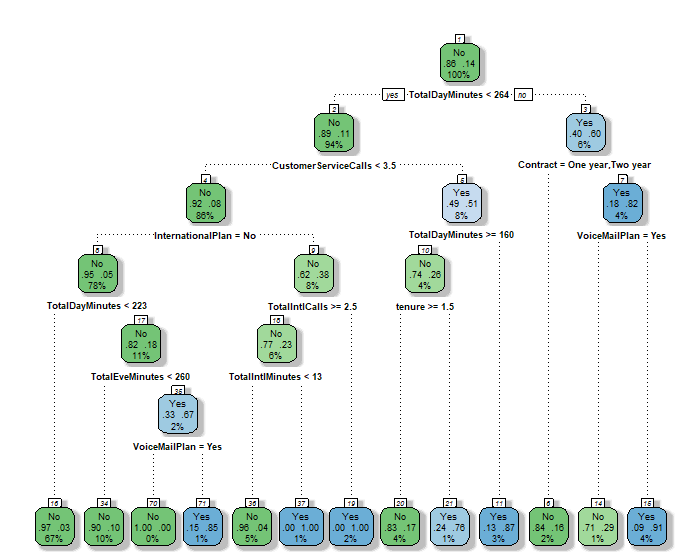 1
No
.86 .14
100%
yes TotalDayMinutes < 264 no
2
No
.89 .11
94%
3
Yes
.40 .60
6%
CustomerServiceCalls < 3.5
Contract = One year,Two year
4
No
.92 .08
86%
5
Yes
.49 .51
8%
7
Yes
.18 .82
4%
InternationalPlan = No
TotalDayMinutes >= 160
VoiceMailPlan = Yes
8
No
.95 .05
78%
9
No
.62 .38
8%
10
No
.74 .26
4%
TotalDayMinutes < 223
TotalIntlCalls >= 2.5
tenure >= 1.5
17
No
.82 .18
11%
18
No
.77 .23
6%
TotalEveMinutes < 260
TotalIntlMinutes < 13
35
Yes
.33 .67
2%
VoiceMailPlan = Yes
16
No
.97 .03
67%
34
No
.90 .10
10%
70
No
1.00 .00
0%
71
Yes
.15 .85
1%
36
No
.96 .04
5%
37
Yes
.00 1.00
1%
19
Yes
.00 1.00
2%
20
No
.83 .17
4%
21
Yes
.24 .76
1%
11
Yes
.13 .87
3%
6
No
.84 .16
2%
14
No
.71 .29
1%
15
Yes
.09 .91
4%